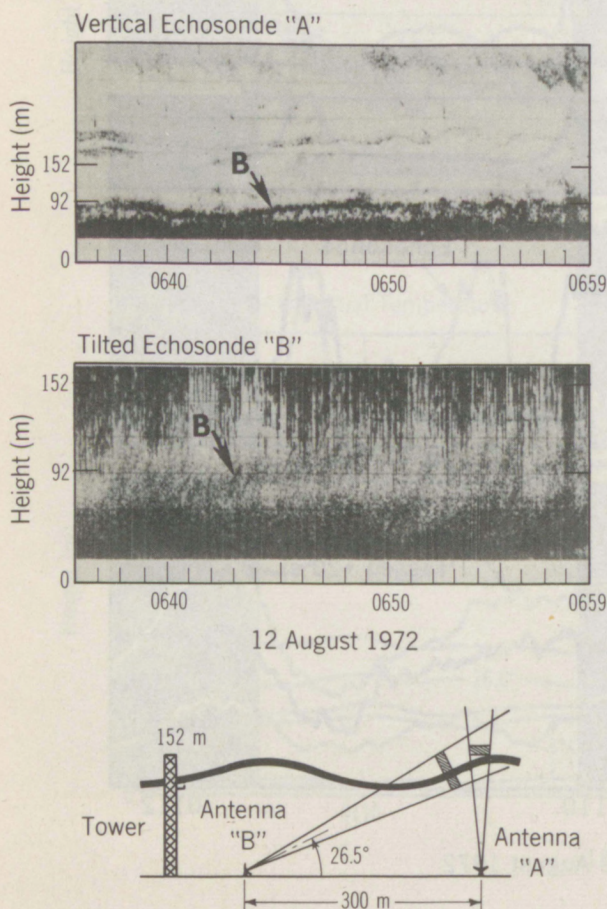 Vertical Echosonde "A"
Height (m)
152
92
0
B
0640
0650
0659
Tilted Echosonde "B"
Height (m)
152
92
0
B
0640
0650
0659
12 August 1972
152 m
Tower
Antenna
"B"
26.5°
Antenna
"A"
300 m